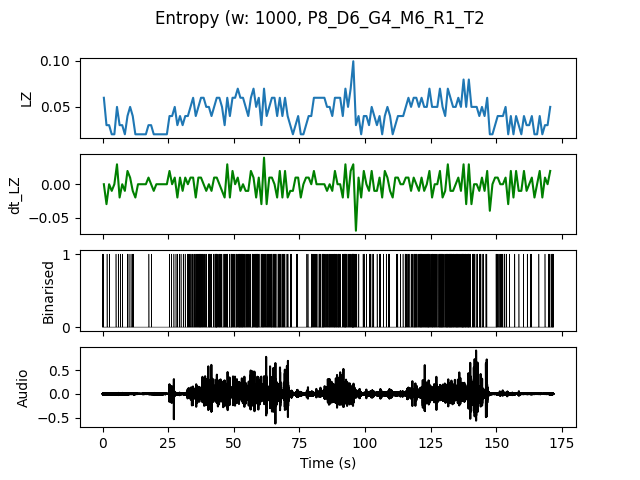 Entropy (w: 1000, P8_D6_G4_M6_R1_T2
0.10
0.05
LZ
0.00
−0.05
dt_LZ
1
0
Binarised
0.5
0.0
−0.5
Audio
0 25 50 75 100 125 150 175
Time (s)